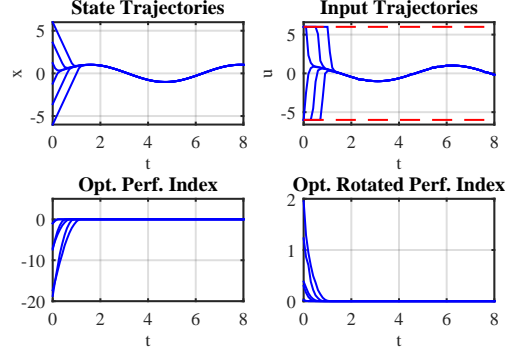 State Trajectories
x
5
0
-5
0 2 4 6 8
t
Input Trajectories
u
5
0
-5
0 2 4 6 8
t
Opt. Perf. Index
0
-10
-20
0 2 4 6 8
t
Opt. Rotated Perf. Index
2
1
0
0 2 4 6 8
t